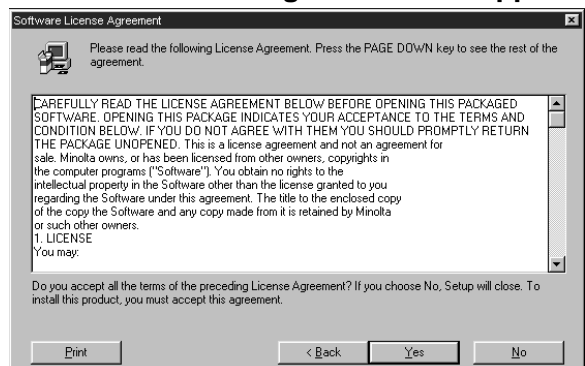 Software License Agreement
Please read the following License Agreement. Press the PAGE DOWN key to see the rest of the
agreement.
CAREFULLY READ THE LICENSE AGREEMENT BELOW BEFORE OPENING THIS PACKAGED
SOFTWARE. OPENING THIS PACKAGE INDICATES YOUR ACCEPTANCE TO THE TERMS AND
CONDITION BELOW. IF YOU DO NOT AGREE WITH THEM YOU SHOULD PROMPTLY RETURN
THE PACKAGE UNOPENED. This is a license agreement and not an agreement for
sale. Minolta owns, or has been licensed from other owners, copyrights in
the computer programs ("Software"). You obtain no rights to the
intellectual property in the Software other than the license granted to you
regarding the Software under this agreement. The title to the enclosed copy
of the copy the Software and any copy made from it is retained by Minolta
or such other owners.
1. LICENSE
You may:
Do you accept all the terms of the preceding License Agreement? If you choose No, Setup will close. To
install this product, you must accept this agreement.
Print
< Back
Yes
No